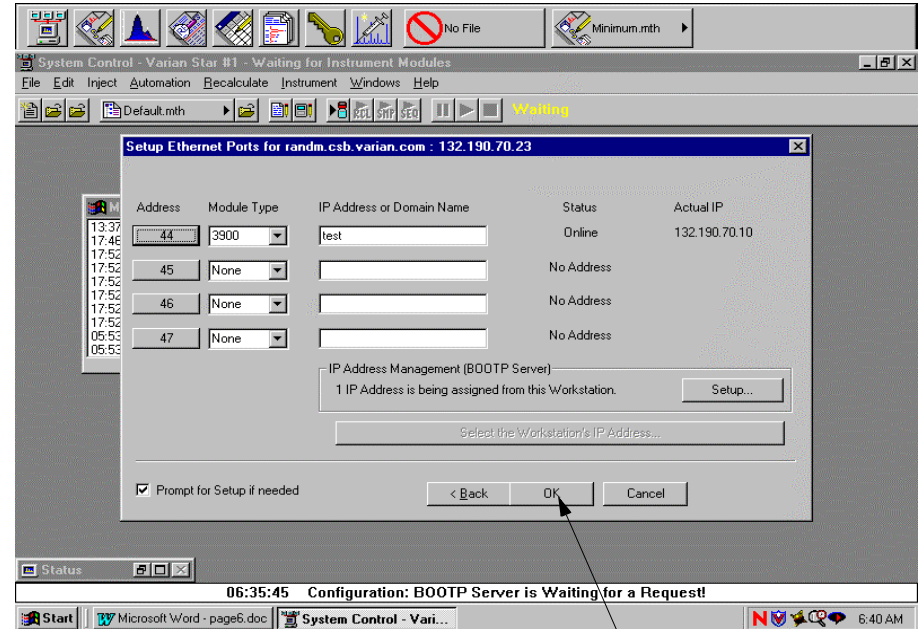 No File
Minimum.mth
System Control - Varian Star #1 - Waiting for Instrument Modules
File Edit Inject Automation Recalculate Instrument Windows Help
Default.mth
RCL SMP SEQ
Waiting
Setup Ethernet Ports for randm.csb.varian.com : 132.190.70.23
M
Address Module Type IP Address or Domain Name Status Actual IP
44 3900 test Online 132.190.70.10
45 None No Address
46 None No Address
47 None No Address
13:37
17:46
17:52
17:52
17:52
17:52
17:52
17:52
05:53
05:53
IP Address Management (BOOTP Server)
1 IP Address is being assigned from this Workstation.
Setup...
Select the Workstation's IP Address...
Prompt for Setup if needed
< Back OK Cancel
Status
06:35:45 Configuration: BOOTP Server is Waiting for a Request!
Start Microsoft Word - page6.doc System Control - Vari... N 6:40 AM